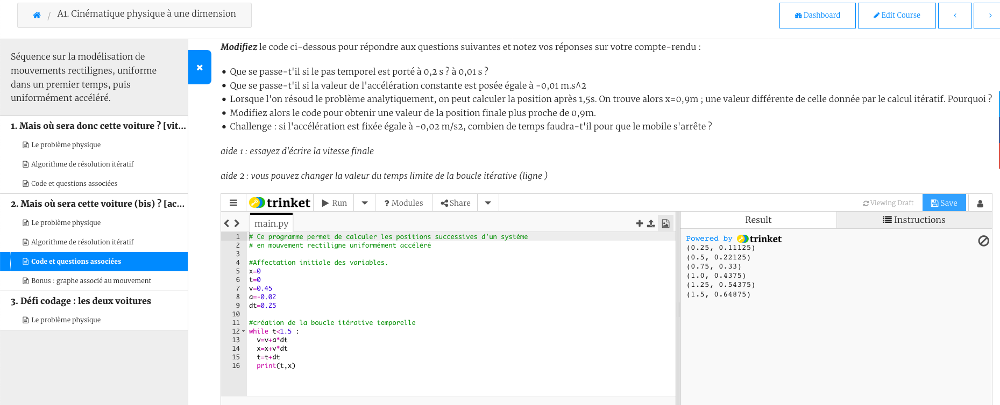 A1. Cinématique physique à une dimension
Dashboard
Edit Course
Séquence sur la modélisation de
mouvements rectilignes, uniforme
dans un premier temps, puis
uniformément accéléré.
1. Mais où sera donc cette voiture ? [vit...
Le problème physique
Algorithme de résolution itératif
Code et questions associées
2. Mais où sera cette voiture (bis) ? [ac...
Le problème physique
Algorithme de résolution itératif
Code et questions associées
Bonus : graphe associé au mouvement
3. Défi codage : les deux voitures
Le problème physique
Modifiez le code ci-dessous pour répondre aux questions suivantes et notez vos réponses sur votre compte-rendu :
• Que se passe-t'il si le pas temporel est porté à 0,2 s ? à 0,01 s ?
• Que se passe-t'il si la valeur de l'accélération constante est posée égale à -0,01 m.s^2
• Lorsque l'on résoud le problème analytiquement, on peut calculer la position après 1,5s. On trouve alors x=0,9m ; une valeur différente de celle donnée par le calcul itératif. Pourquoi ?
• Modifiez alors le code pour obtenir une valeur de la position finale plus proche de 0,9m.
• Challenge : si l'accélération est fixée égale à -0,02 m/s2, combien de temps faudra-t'il pour que le mobile s'arrête ?
aide 1 : essayez d'écrire la vitesse finale
aide 2 : vous pouvez changer la valeur du temps limite de la boucle itérative (ligne )
trinket
Run
? Modules
Share
Viewing Draft
Save
main.py
1 # Ce programme permet de calculer les positions successives d'un système
2 # en mouvement rectiligne uniformément accéléré
3
4 #Affectation initiale des variables.
5 x=0
6 t=0
7 v=0.45
8 a=-0.02
9 dt=0.25
10
11 #création de la boucle itérative temporelle
12 while t<1.5 :
13   v=v+a*dt
14   x=x+v*dt
15   t=t+dt
16   print(t,x)
Result
Instructions
Powered by trinket
(0.25, 0.11125)
(0.5, 0.22125)
(0.75, 0.33)
(1.0, 0.4375)
(1.25, 0.54375)
(1.5, 0.64875)